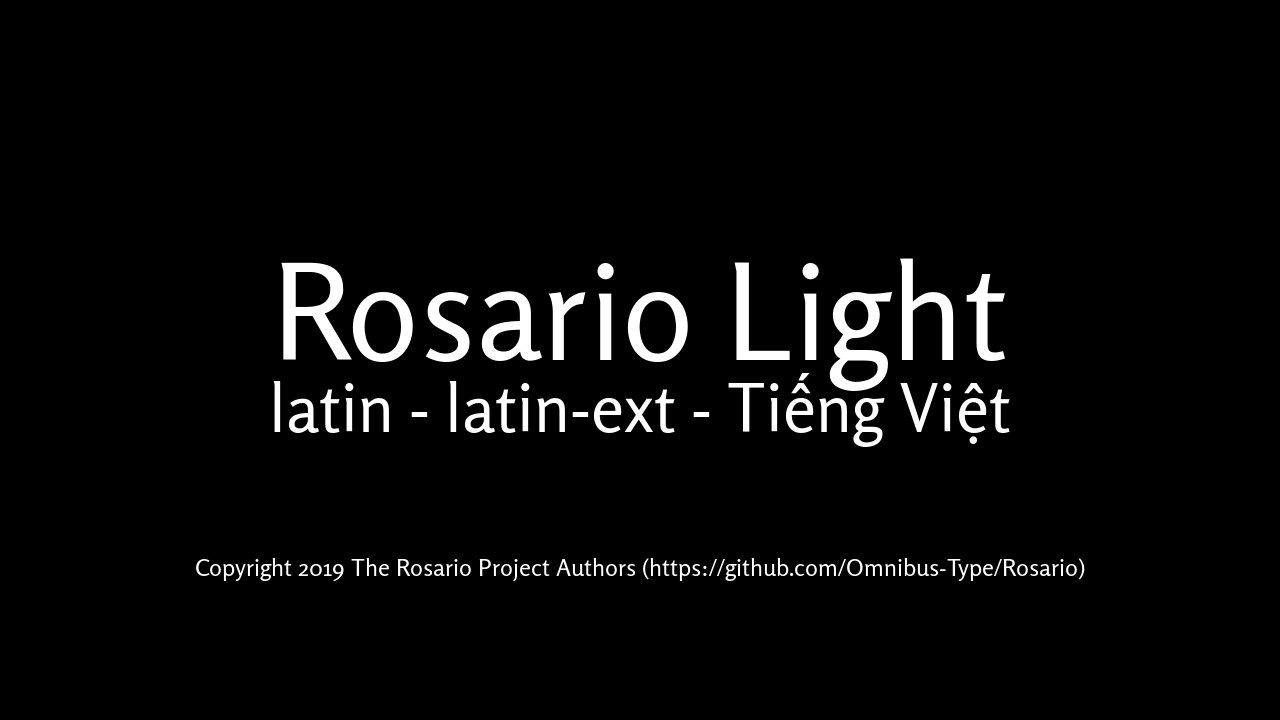 Rosario Light
latin - latin-ext - Tiếng Việt
Copyright 2019 The Rosario Project Authors (https://github.com/Omnibus-Type/Rosario)